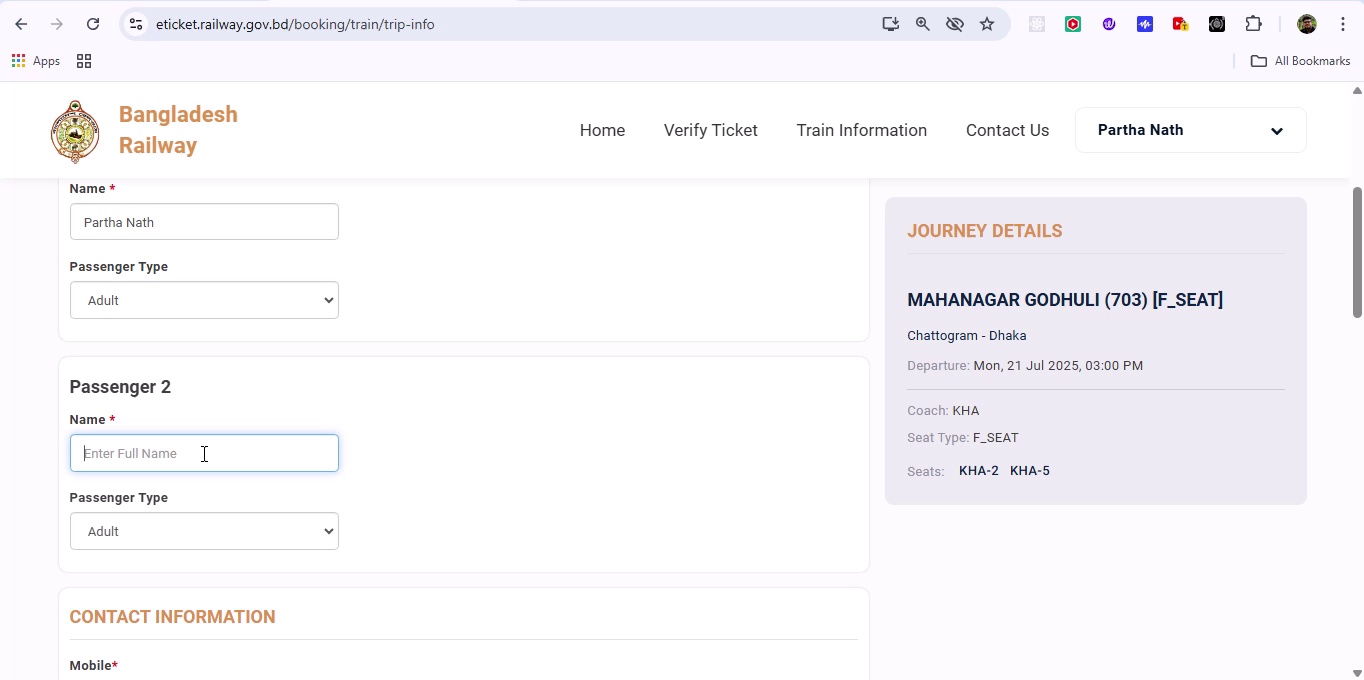 eticket.railway.gov.bd/booking/train/trip-info
Apps
All Bookmarks
Bangladesh
Railway
Home
Verify Ticket
Train Information
Contact Us
Partha Nath
Name *
Partha Nath
Passenger Type
Adult
Passenger 2
Name *
Enter Full Name
Passenger Type
Adult
CONTACT INFORMATION
Mobile*
JOURNEY DETAILS
MAHANAGAR GODHULI (703) [F_SEAT]
Chattogram - Dhaka
Departure: Mon, 21 Jul 2025, 03:00 PM
Coach: KHA
Seat Type: F_SEAT
Seats: KHA-2 KHA-5